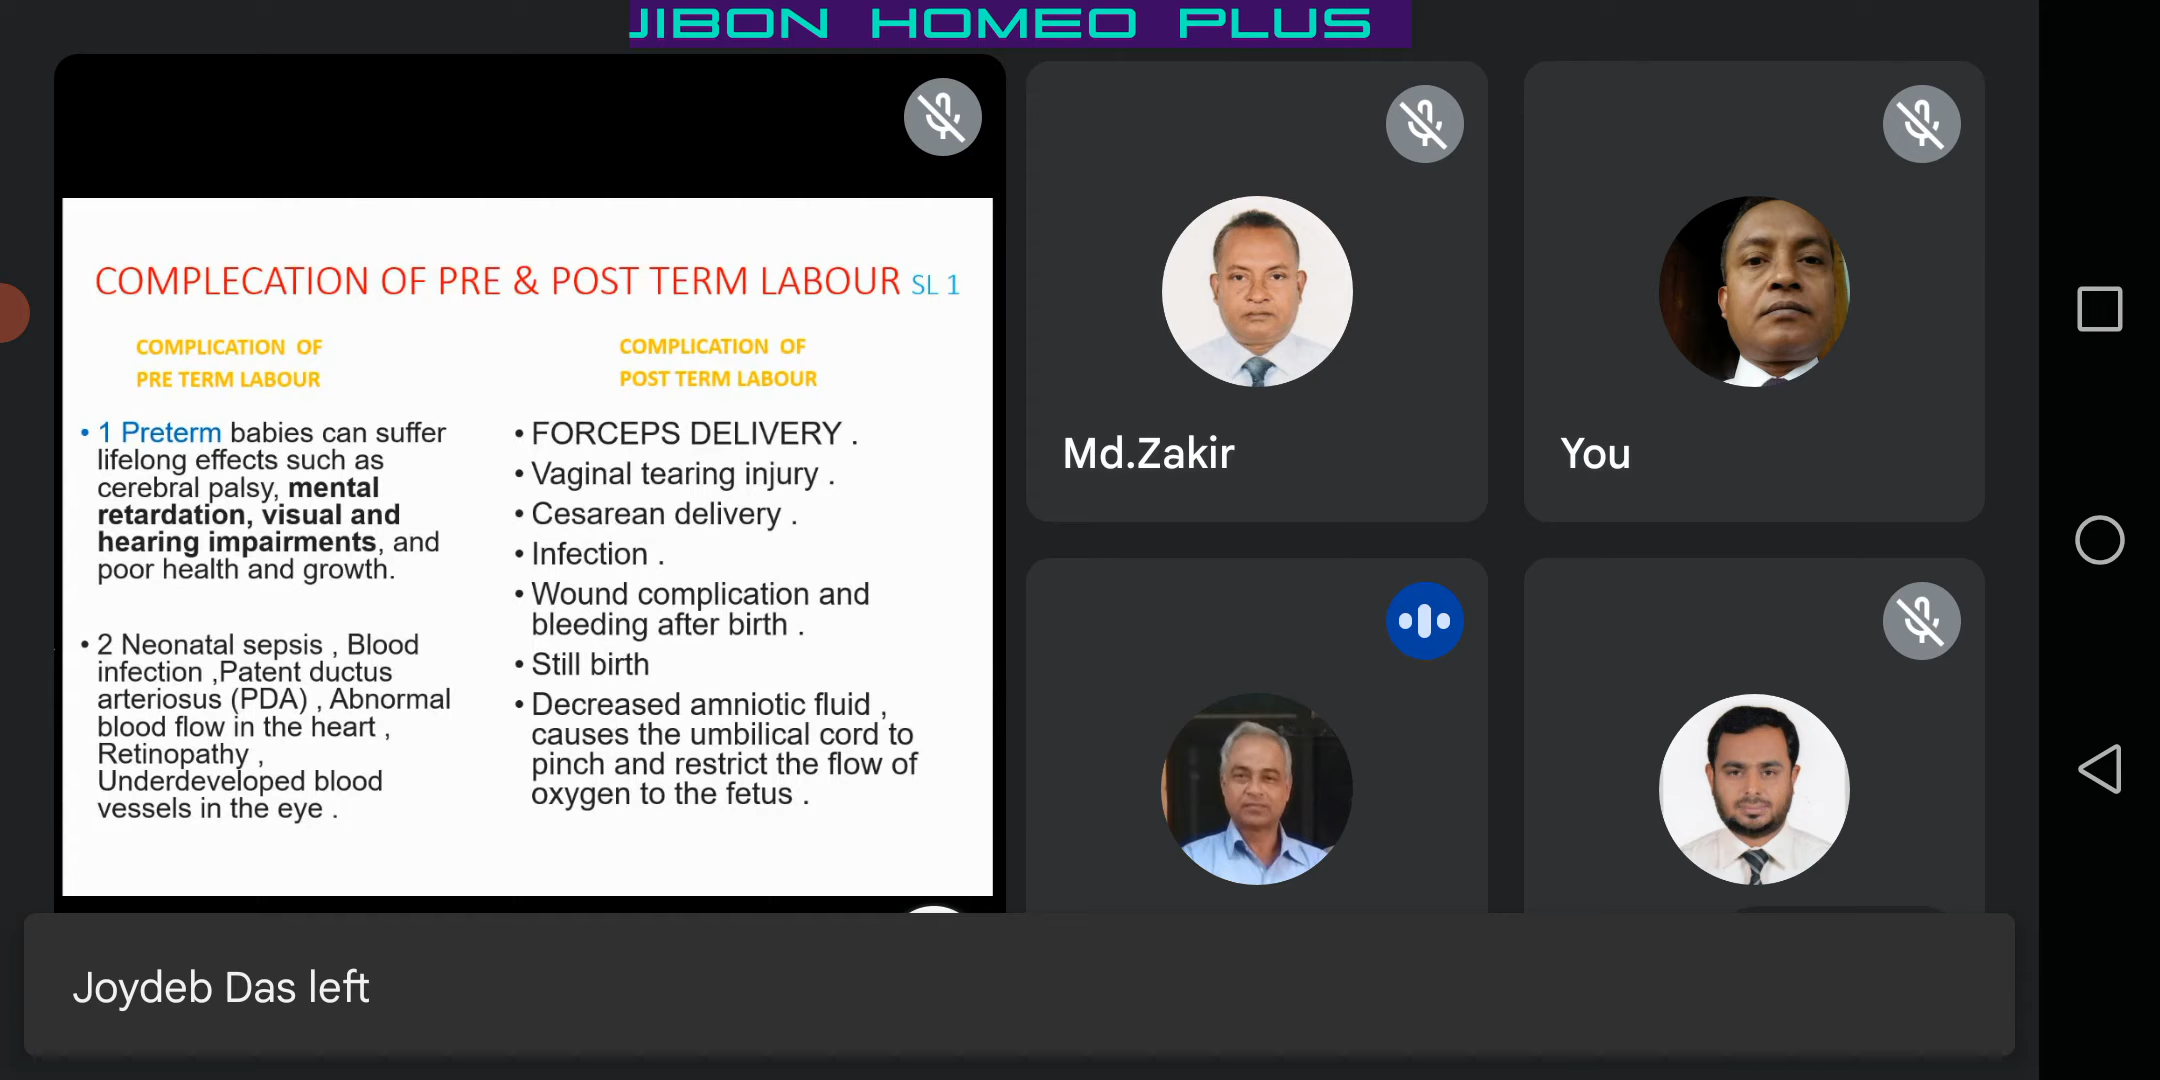 JIBON HOMEO PLUS
COMPLECATION OF PRE & POST TERM LABOUR SL 1
COMPLICATION OF
PRE TERM LABOUR
• 1 Preterm babies can suffer
lifelong effects such as
cerebral palsy, mental
retardation, visual and
hearing impairments, and
poor health and growth.
• 2 Neonatal sepsis , Blood
infection ,Patent ductus
arteriosus (PDA) , Abnormal
blood flow in the heart ,
Retinopathy ,
Underdeveloped blood
vessels in the eye .
COMPLICATION OF
POST TERM LABOUR
• FORCEPS DELIVERY .
• Vaginal tearing injury .
• Cesarean delivery .
• Infection .
• Wound complication and
bleeding after birth .
• Still birth
• Decreased amniotic fluid ,
causes the umbilical cord to
pinch and restrict the flow of
oxygen to the fetus .
Md.Zakir
You
Joydeb Das left